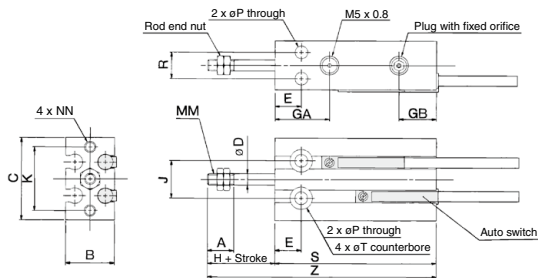 2 x øP through
M5 x 0.8
Rod end nut
Plug with fixed orifice
R
E
GA
GB
4 x NN
MM
øD
C
K
J
B
A
E
S
H + Stroke
Z
2 x øP through
4 x øT counterbore
Auto switch